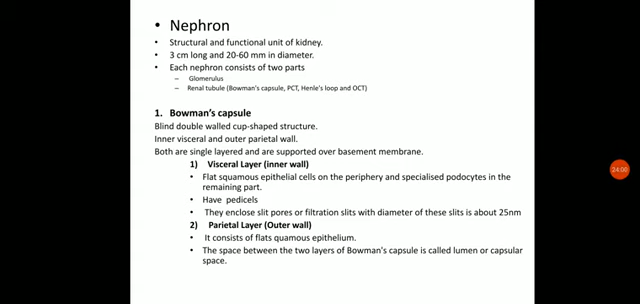 • Nephron
• Structural and functional unit of kidney.
• 3 cm long and 20-60 mm in diameter.
• Each nephron consists of two parts
– Glomerulus
– Renal tubule (Bowman's capsule, PCT, Henle's loop and OCT)
1. Bowman's capsule
Blind double walled cup-shaped structure.
Inner visceral and outer parietal wall.
Both are single layered and are supported over basement membrane.
1) Visceral Layer (inner wall)
• Flat squamous epithelial cells on the periphery and specialised podocytes in the
remaining part.
• Have pedicels
• They enclose slit pores or filtration slits with diameter of these slits is about 25nm
2) Parietal Layer (Outer wall)
• It consists of flats quamous epithelium.
• The space between the two layers of Bowman's capsule is called lumen or capsular
space.
24:00